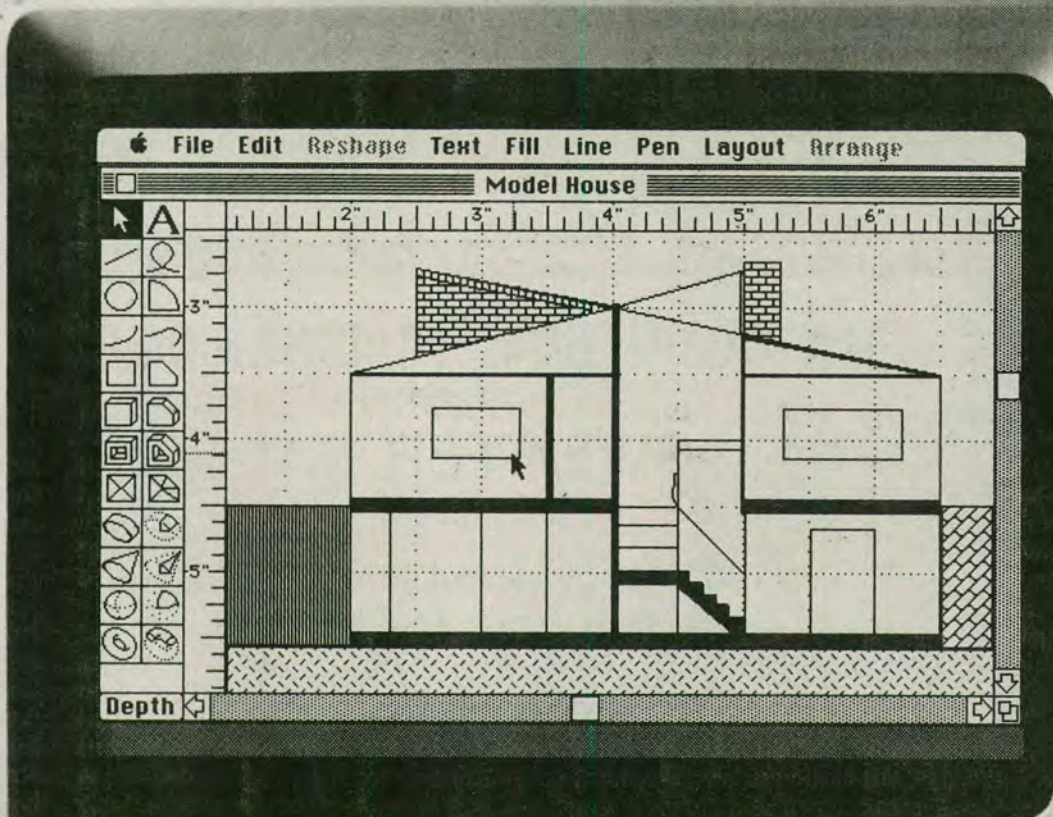 File Edit Reshape Text Fill Line Pen Layout Arrange
Model House
A
2" 3" 4" 5" 6"
3"
4"
5"
Depth